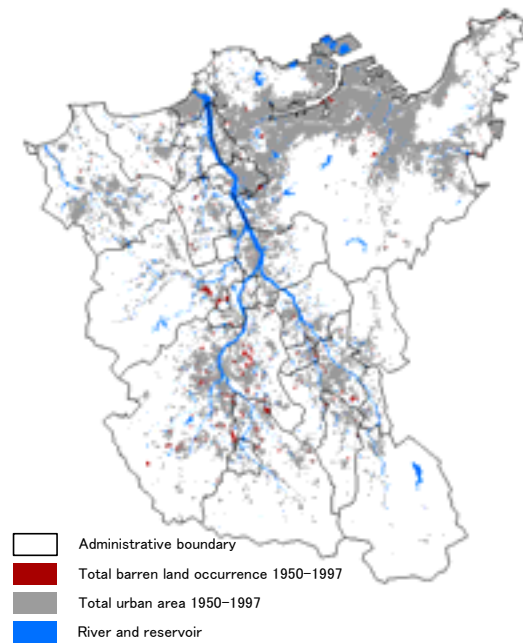 Administrative boundary
Total barren land occurrence 1950-1997
Total urban area 1950-1997
River and reservoir